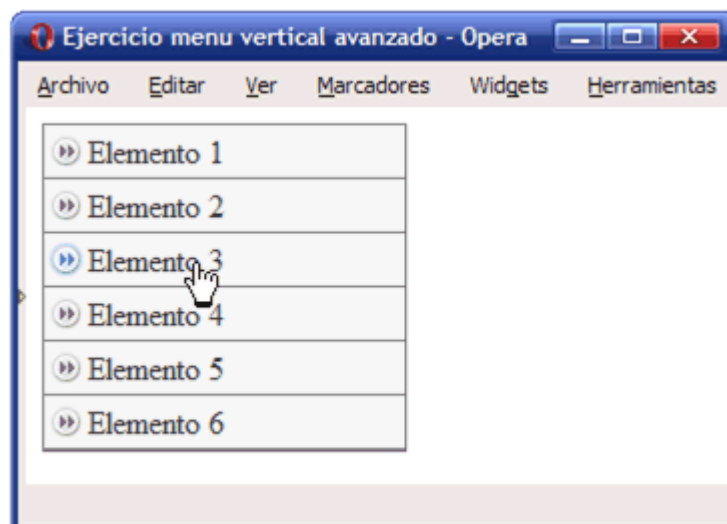 Ejercicio menu vertical avanzado - Opera
Archivo Editar Ver Marcadores Widgets Herramientas
Elemento 1
Elemento 2
Elemento 3
Elemento 4
Elemento 5
Elemento 6